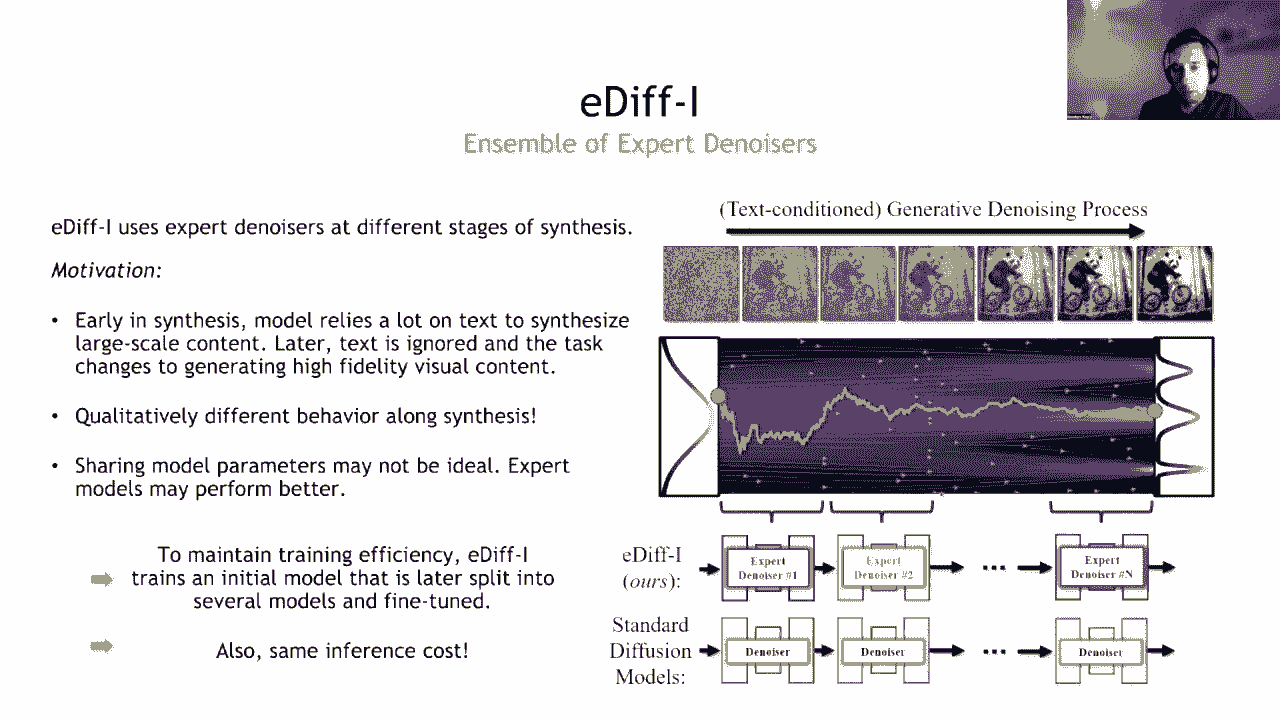 eDiff-I
Ensemble of Expert Denoisers
eDiff-I uses expert denoisers at different stages of synthesis.
Motivation:
• Early in synthesis, model relies a lot on text to synthesize
large-scale content. Later, text is ignored and the task
changes to generating high fidelity visual content.
• Qualitatively different behavior along synthesis!
• Sharing model parameters may not be ideal. Expert
models may perform better.
To maintain training efficiency, eDiff-I
trains an initial model that is later split into
several models and fine-tuned.
Also, same inference cost!
(Text-conditioned) Generative Denoising Process
eDiff-I
(ours):
Expert
Denoiser #1
Expert
Denoiser #2
...
Expert
Denoiser #N
Standard
Diffusion
Models:
Denoiser
Denoiser
...
Denoiser